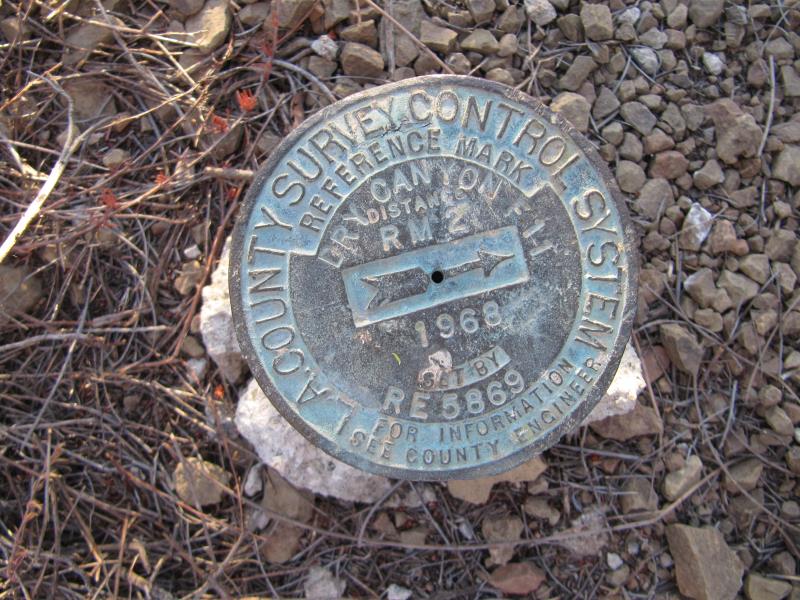 L.A. COUNTY SURVEY CONTROL SYSTEM
REFERENCE MARK
DRY CANYON
DISTANCE
RM 2
1968
SET BY
RE 5869
FOR INFORMATION
SEE COUNTY ENGINEER